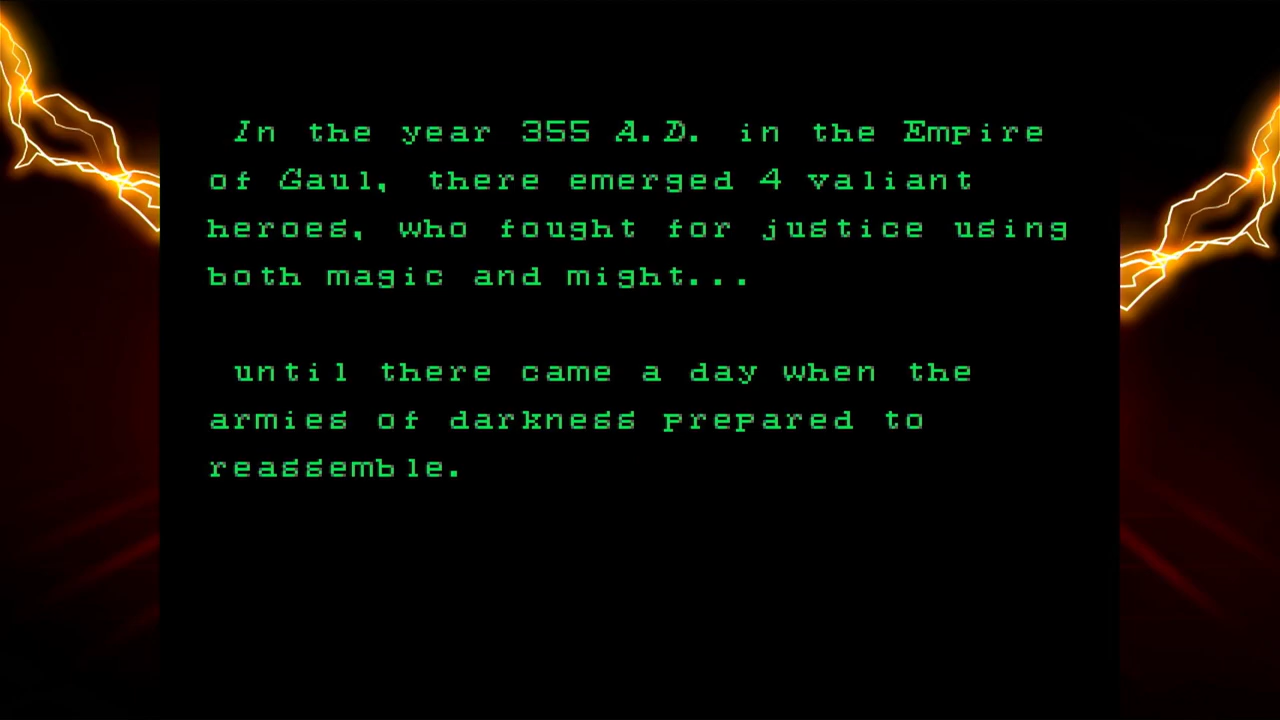 In the year 355 A.D. in the Empire
of Gaul, there emerged 4 valiant
heroes, who fought for justice using
both magic and might...
until there came a day when the
armies of darkness prepared to
reassemble.